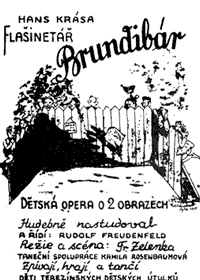 HANS KRÁSA
FLAŠINETÁŘ
Brundibár
DĚTSKÁ OPERA O 2 OBRAZECH
Hudebně nastudoval
A ŘÍDÍ: RUDOLF FREUDENFELD
Režie a scéna: Fr. Zelenka
TANEČNÍ SPOLUPRÁCE KAMILA ROSENBAUMOVÁ
Zpívají, hrají a tančí
DĚTI TEREZÍNSKÝCH DĚTSKÝCH ÚTULKŮ